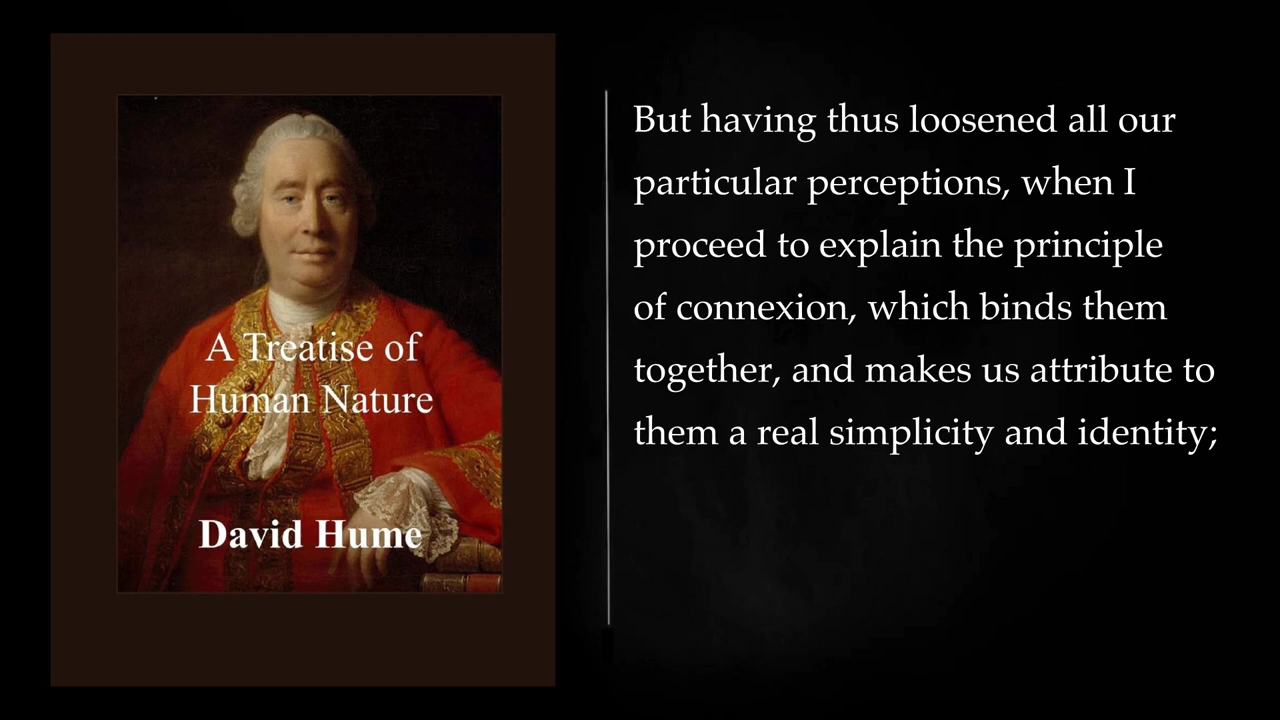 A Treatise of
Human Nature
David Hume
But having thus loosened all our
particular perceptions, when I
proceed to explain the principle
of connexion, which binds them
together, and makes us attribute to
them a real simplicity and identity;